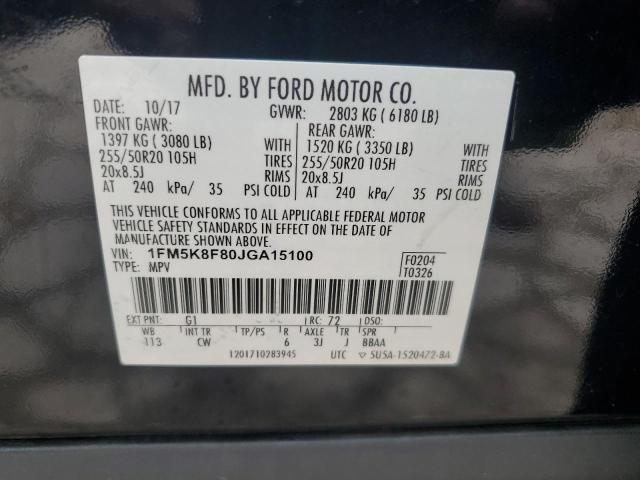 MFD. BY FORD MOTOR CO.
DATE: 10/17 GVWR: 2803 KG ( 6180 LB)
FRONT GAWR: REAR GAWR:
1397 KG ( 3080 LB) 1520 KG ( 3350 LB)
255/50R20 105H TIRES 255/50R20 105H TIRES
20x8.5J RIMS 20x8.5J RIMS
AT 240 kPa/ 35 PSI COLD AT 240 kPa/ 35 PSI COLD
THIS VEHICLE CONFORMS TO ALL APPLICABLE FEDERAL MOTOR
VEHICLE SAFETY STANDARDS IN EFFECT ON THE DATE OF
MANUFACTURE SHOWN ABOVE.
VIN: 1FM5K8F80JGA15100 F0204
TYPE: MPV T0326
EXT PNT: G1 RC: 72 DSO:
WB INT TR TP/PS R AXLE TR SPR
113 CW 6 3J J BBAA
1201710283945 UTC 5U5A-1520472-BA